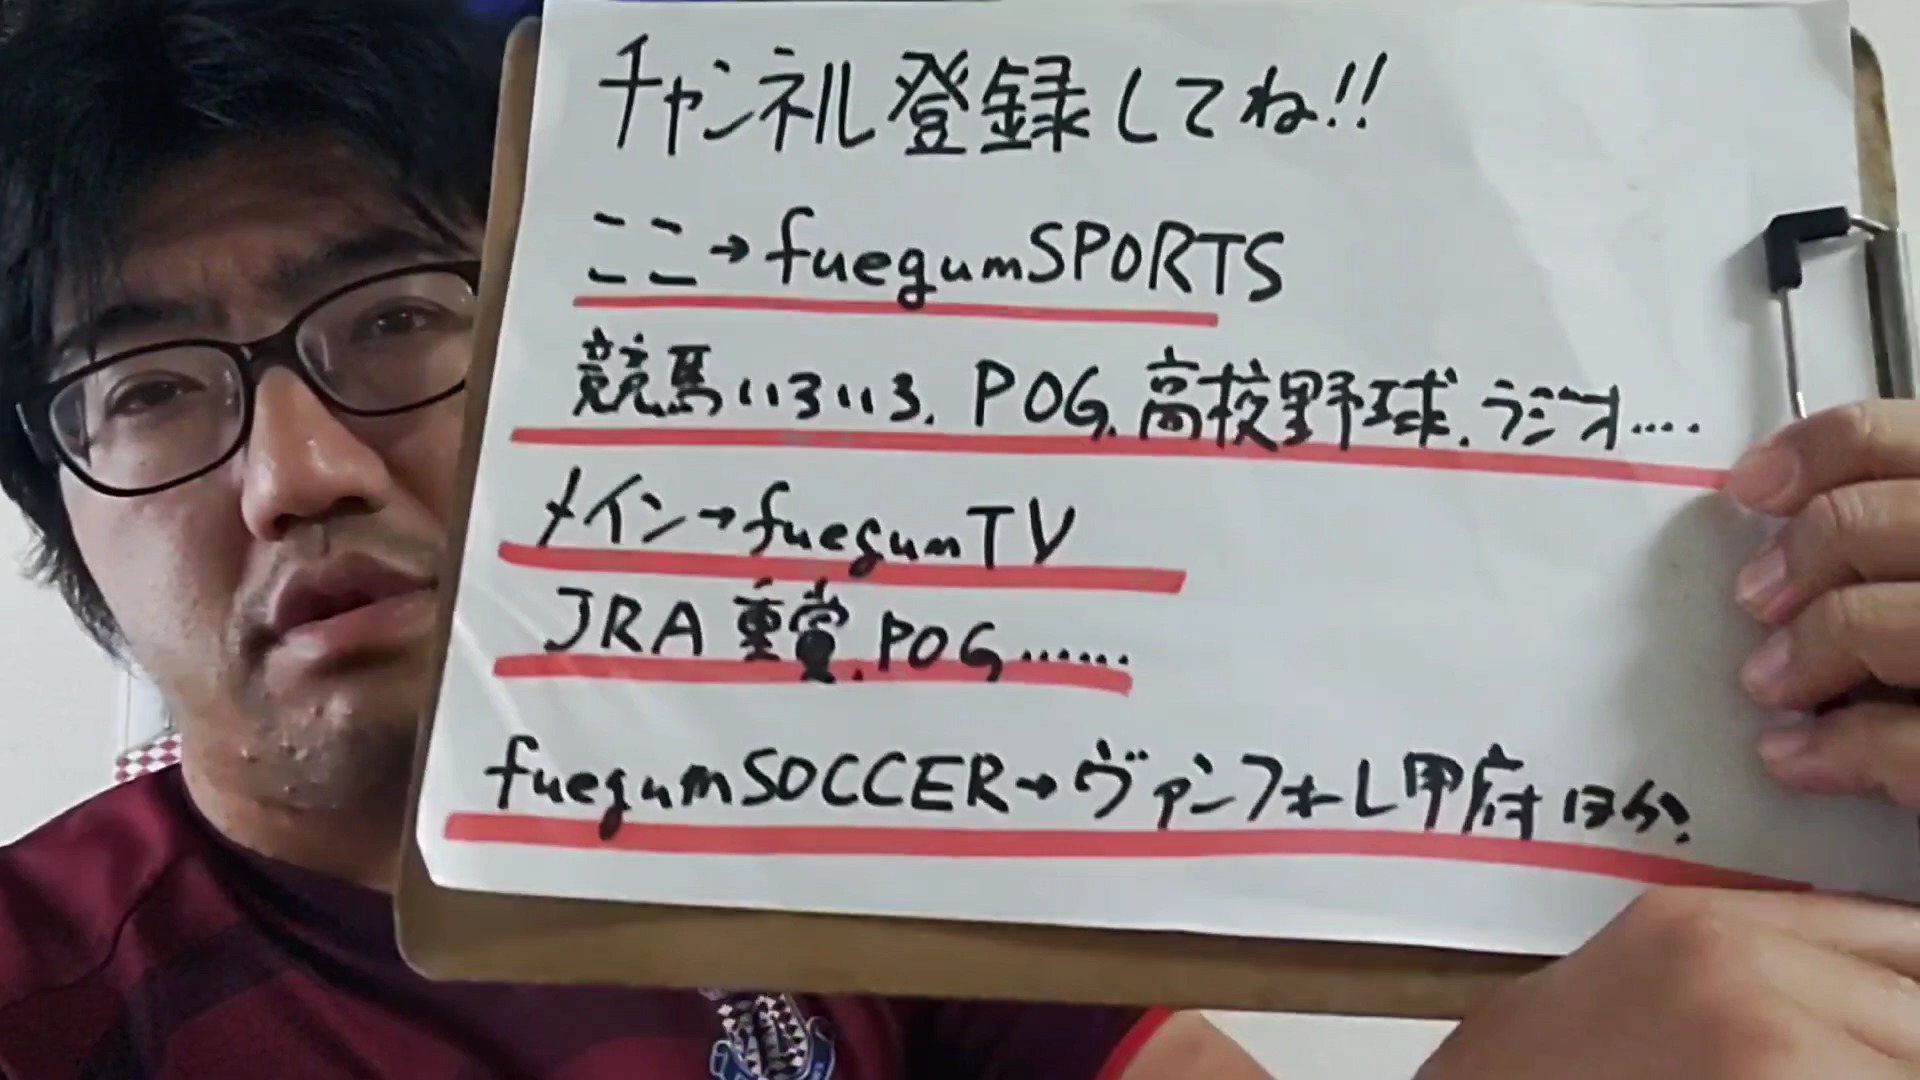 チャンネル登録してね!!
ここ→fuegumSPORTS
競馬いろいろ、POG、高校野球、ラジオ....
メイン→fuegumTV
JRA重賞、POG......
fuegumSOCCER→ヴァンフォーレ甲府ほか